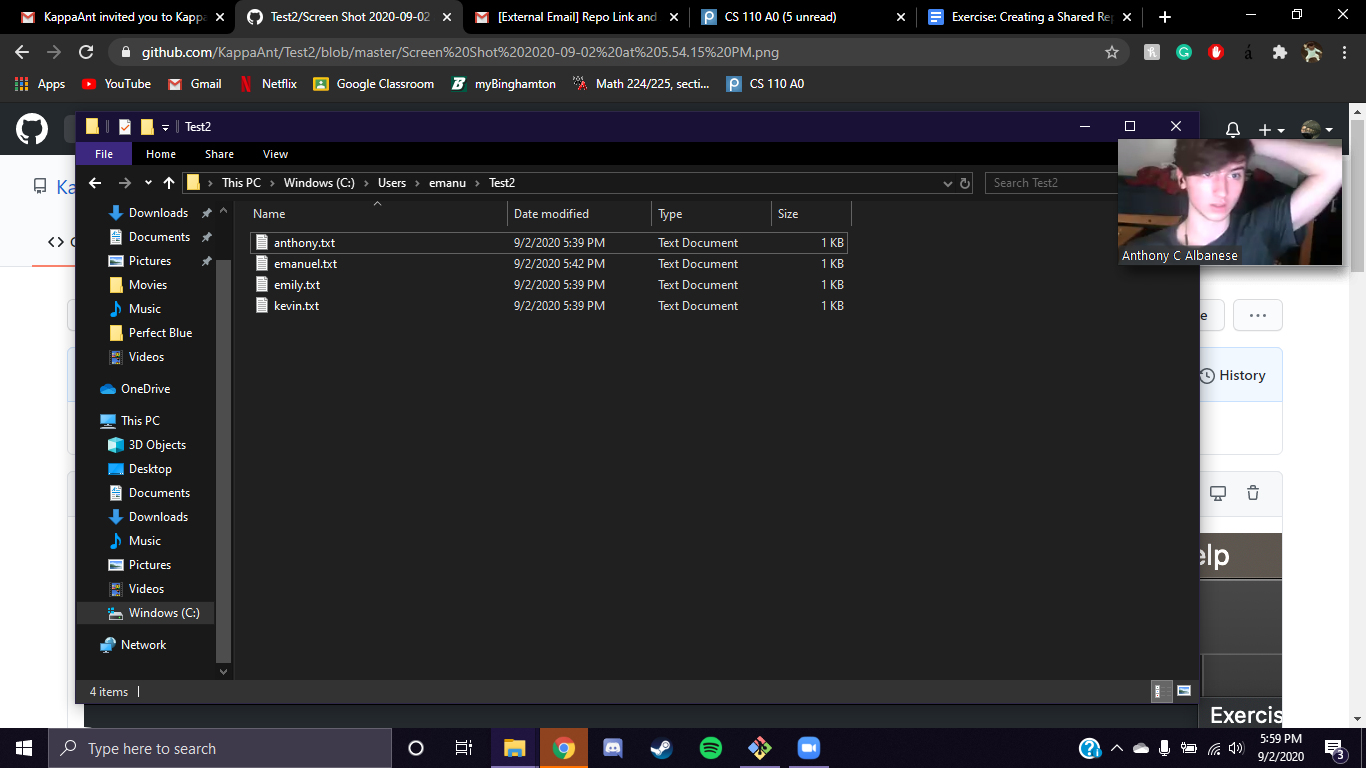 KappaAnt invited you to Kappa
Test2/Screen Shot 2020-09-02
[External Email] Repo Link and
CS 110 A0 (5 unread)
Exercise: Creating a Shared Rep
github.com/KappaAnt/Test2/blob/master/Screen%20Shot%202020-09-02%20at%205.54.15%20PM.png
Apps YouTube Gmail Netflix Google Classroom myBinghamton Math 224/225, secti... CS 110 A0
Test2
File Home Share View
This PC > Windows (C:) > Users > emanu > Test2
Search Test2
Ka
Name Date modified Type Size
anthony.txt 9/2/2020 5:39 PM Text Document 1 KB
emanuel.txt 9/2/2020 5:42 PM Text Document 1 KB
emily.txt 9/2/2020 5:39 PM Text Document 1 KB
kevin.txt 9/2/2020 5:39 PM Text Document 1 KB
Anthony C Albanese
Downloads
Documents
Pictures
Movies
Music
Perfect Blue
Videos
OneDrive
This PC
3D Objects
Desktop
Documents
Downloads
Music
Pictures
Videos
Windows (C:)
Network
4 items
e
History
elp
Exercis
Type here to search
5:59 PM
9/2/2020
3